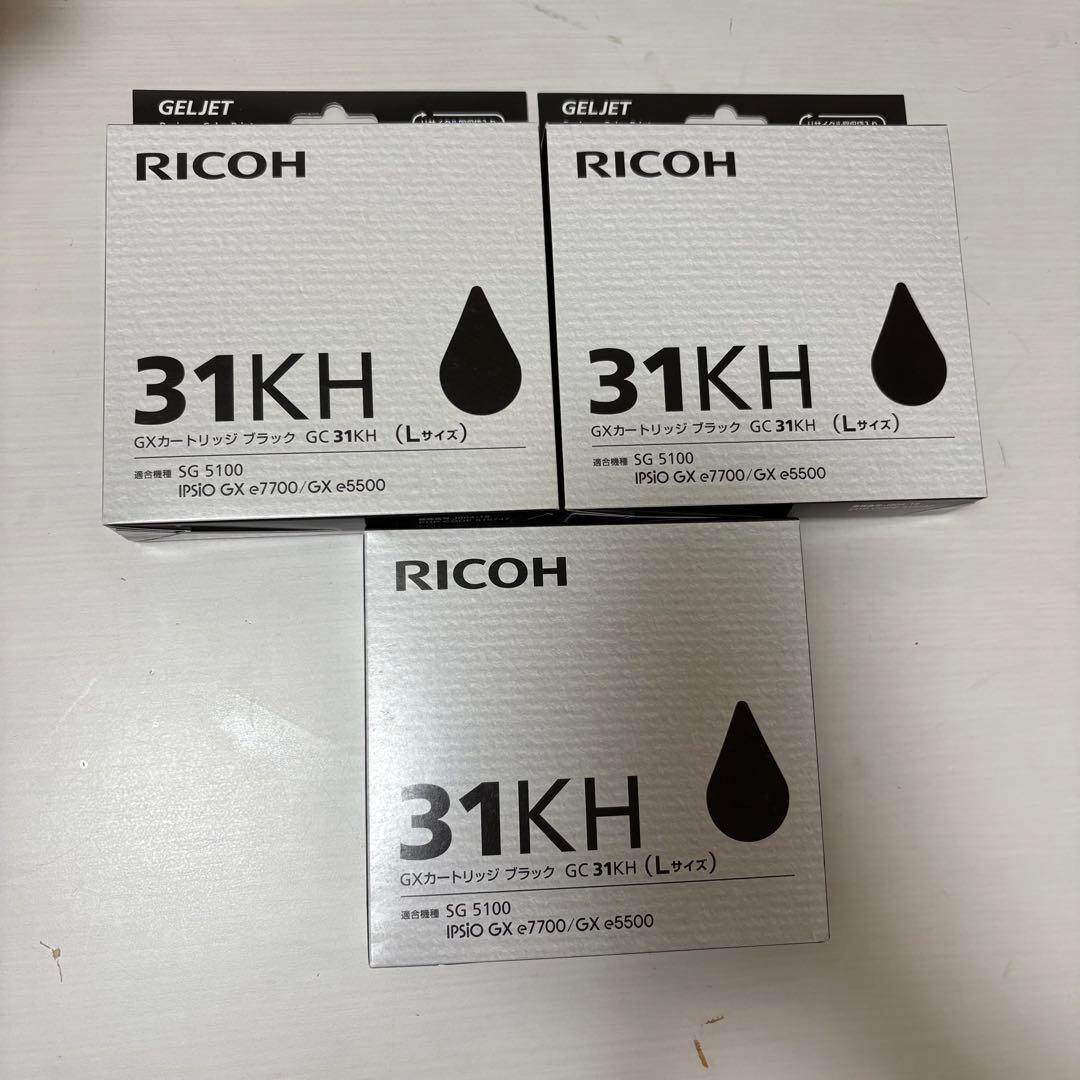 GELJET
RICOH
31KH
GXカートリッジ ブラック GC 31KH (Lサイズ)
適合機種 SG 5100
IPSiO GX e7700/GX e5500
GELJET
RICOH
31KH
GXカートリッジ ブラック GC 31KH (Lサイズ)
適合機種 SG 5100
IPSiO GX e7700/GX e5500
RICOH
31KH
GXカートリッジ ブラック GC 31KH (Lサイズ)
適合機種 SG 5100
IPSiO GX e7700/GX e5500